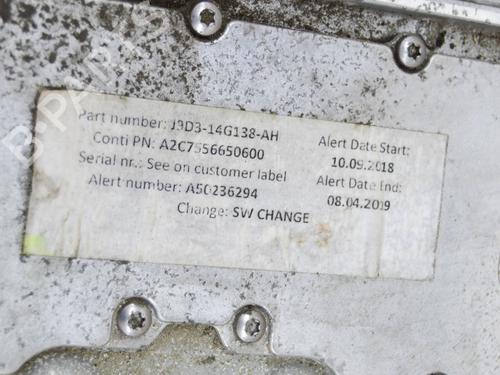 Part number: J9D3-14G138-AH
Conti PN: A2C7556650600
Serial nr.: See on customer label
Alert number: A50236294
Change: SW CHANGE
Alert Date Start:
10.09.2018
Alert Date End:
08.04.2019
B-PARTS